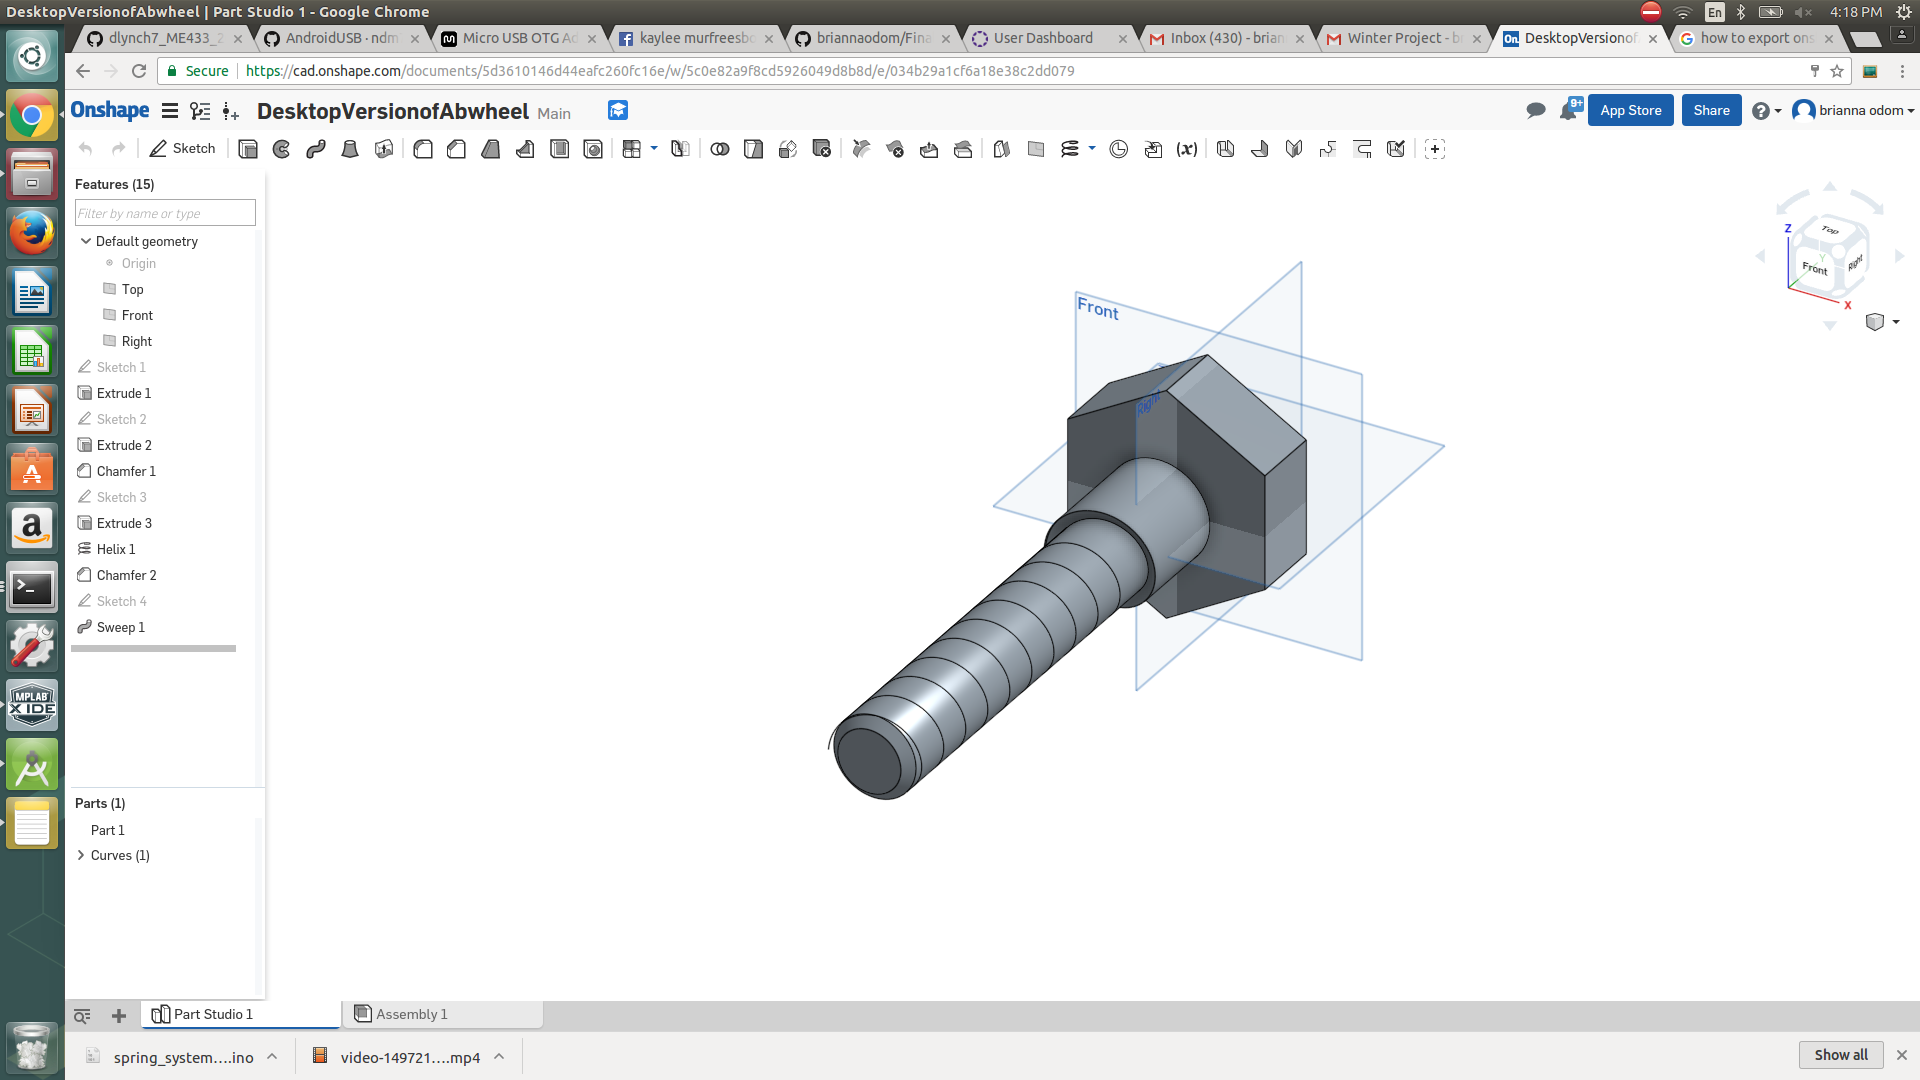 DesktopVersionofAbwheel | Part Studio 1 - Google Chrome
En
4:18 PM
dlynch7_ME433_2
AndroidUSB · ndm
Micro USB OTG Ad
kaylee murfreesbo
briannaodom/Fina
User Dashboard
Inbox (430) - brian
Winter Project - b
On
DesktopVersionof
how to export ons
Secure
https://cad.onshape.com/documents/5d3610146d44eafc260fc16e/w/5c0e82a9f8cd5926049d8b8d/e/034b29a1cf6a18e38c2dd079
Onshape
DesktopVersionofAbwheel Main
9+
App Store
Share
brianna odom
Sketch
(x)
Features (15)
Filter by name or type
Default geometry
Origin
Top
Front
Right
Sketch 1
Extrude 1
Sketch 2
Extrude 2
Chamfer 1
Sketch 3
Extrude 3
Helix 1
Chamfer 2
Sketch 4
Sweep 1
Front
Right
Z
Top
Y
Front
Right
X
Parts (1)
Part 1
Curves (1)
MPLAB
X IDE
Part Studio 1
Assembly 1
spring_system....ino
video-149721....mp4
Show all